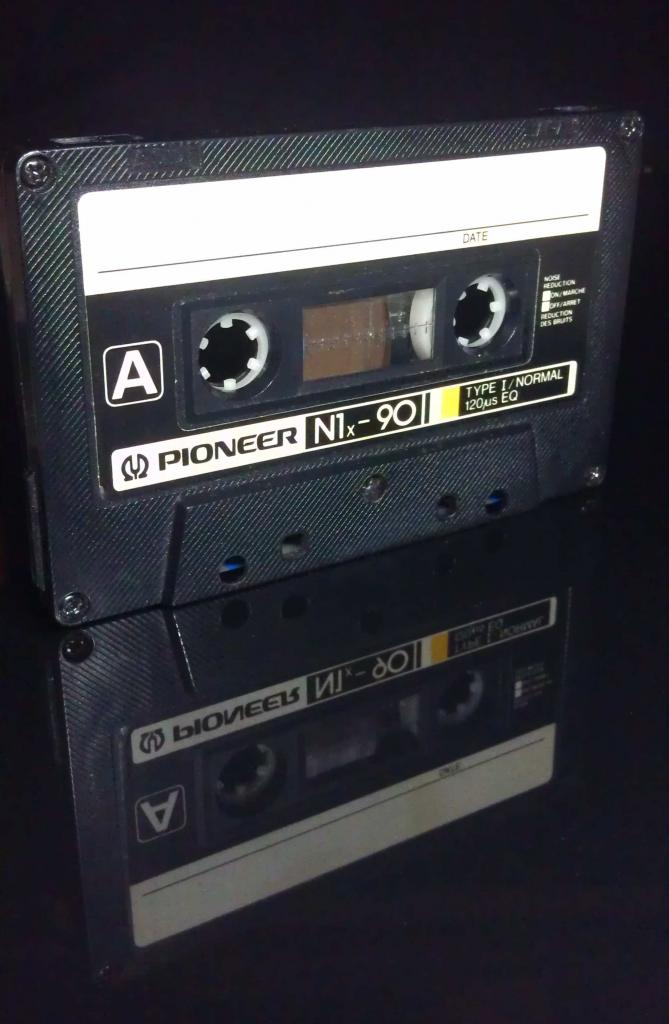 DATE
NOISE
REDUCTION
ON/MARCHE
OFF/ARRET
REDUCTION
DES BRUITS
A
PIONEER N1x-90 TYPE I/NORMAL
120µs EQ